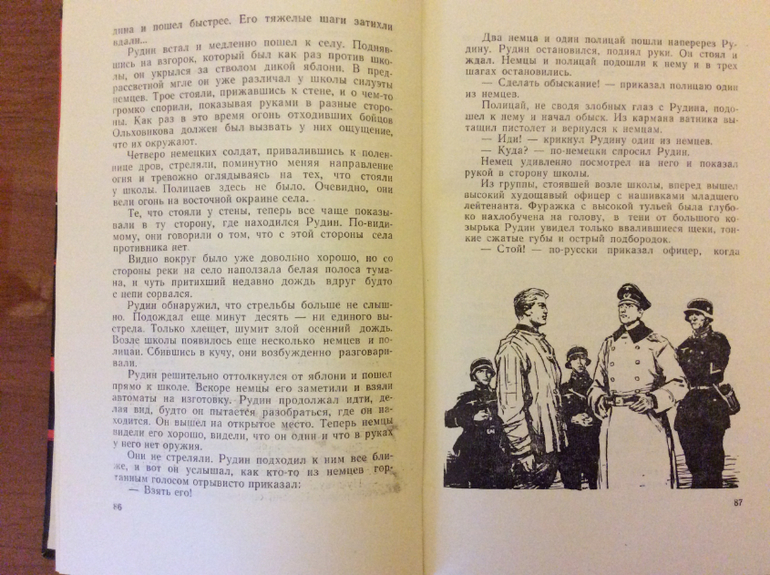 дива и пошел быстрее. Его тяжелые шаги затихли
вдали...
Рудин встал и медленно пошел к селу. Подняв-
шись на взгорок, который был как раз против шко-
лы, он укрылся за стволом дикой яблони. В пред-
рассветной мгле он уже различал у школы силуэты
немцев. Трое стояли, прижавшись к стене, и о чем-то
громко спорили, показывая руками в разные сторо-
ны. Как раз в это время огонь отходивших бойцов
Ольховикова должен был вызвать у них ощущение,
что их окружают.
Четверо немецких солдат, привалившись к полен-
нице дров, стреляли, поминутно меняя направление
огня и тревожно оглядываясь на тех, что стояли
у школы. Полицаев здесь не было. Очевидно, они
вели огонь на восточной окраине села.
Те, что стояли у стены, теперь все чаще показы-
вали в ту сторону, где находился Рудин. По-види-
мому, они говорили о том, что с этой стороны села
противника нет.
Видно вокруг было уже довольно хорошо, но со
стороны реки на село наползала белая полоса тума-
на, и чуть притихший недавно дождь вдруг будто
с цепи сорвался.
Рудин обнаружил, что стрельбы больше не слыш-
но. Подождал еще минут десять — ни единого вы-
стрела. Только хлещет, шумит злой осенний дождь.
Возле школы появилось еще несколько немцев и по-
лицаи. Сбившись в кучу, они возбужденно разговари-
вали.
Рудин решительно оттолкнулся от яблони и пошел
прямо к школе. Вскоре немцы его заметили и взяли
автоматы на изготовку. Рудин продолжал идти, де-
лая вид, будто он пытается разобраться, где он на-
ходится. Он вышел на открытое место. Теперь немцы
видели его хорошо, видели, что он один и что в руках
у него нет оружия.
Они не стреляли. Рудин подходил к ним все бли-
же, и вот он услышал, как кто-то из немцев гор-
танным голосом отрывисто приказал:
— Взять его!
86
Два немца и один полицай пошли наперерез Ру-
дину. Рудин остановился, поднял руки. Он стоял и
ждал. Немцы и полицай подошли к нему и в трех
шагах остановились.
— Сделать обыскание! — приказал полицаю один
из немцев.
Полицай, не сводя злобных глаз с Рудина, подо-
шел к нему и начал обыск. Из кармана ватника вы-
тащил пистолет и вернулся к немцам.
— Иди! — крикнул Рудину один из немцев.
— Куда? — по-немецки спросил Рудин.
Немец удивленно посмотрел на него и показал
рукой в сторону школы.
Из группы, стоявшей возле школы, вперед вышел
высокий худощавый офицер с нашивками младшего
лейтенанта. Фуражка с высокой тульей была глубо-
ко нахлобучена на голову, в тени от большого ко-
зырька Рудин увидел только ввалившиеся щеки, тон-
кие сжатые губы и острый подбородок.
— Стой! — по-русски приказал офицер, когда
87